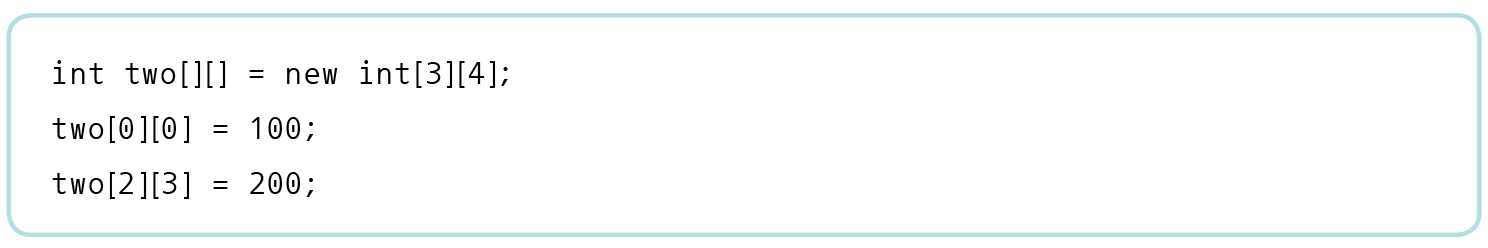 int two[][] = new int[3][4];
two[0][0] = 100;
two[2][3] = 200;